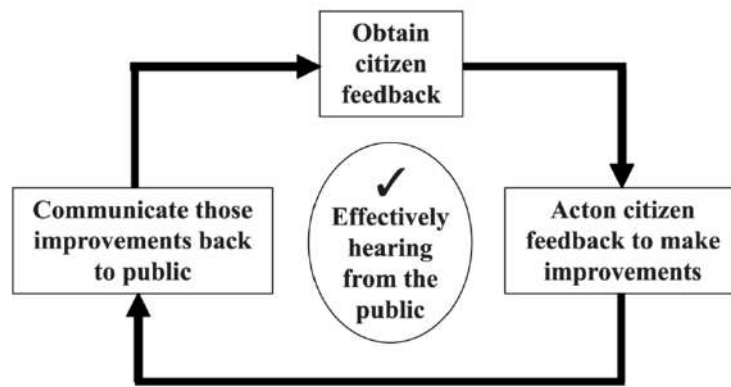 Obtain
citizen
feedback
Communicate those
improvements back
to public
✓
Effectively
hearing
from the
public
Acton citizen
feedback to make
improvements